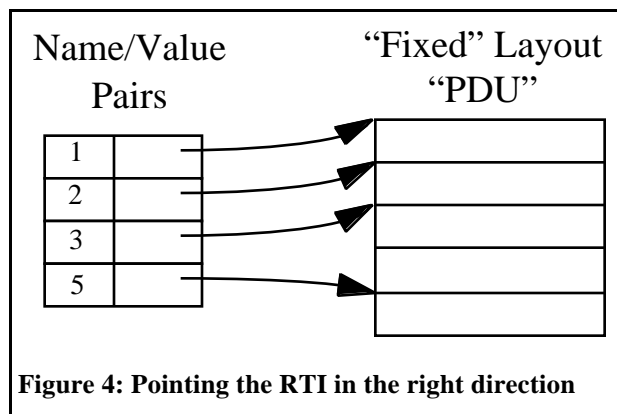 Name/Value
Pairs
“Fixed” Layout
“PDU”
1
2
3
5
Figure 4: Pointing the RTI in the right direction